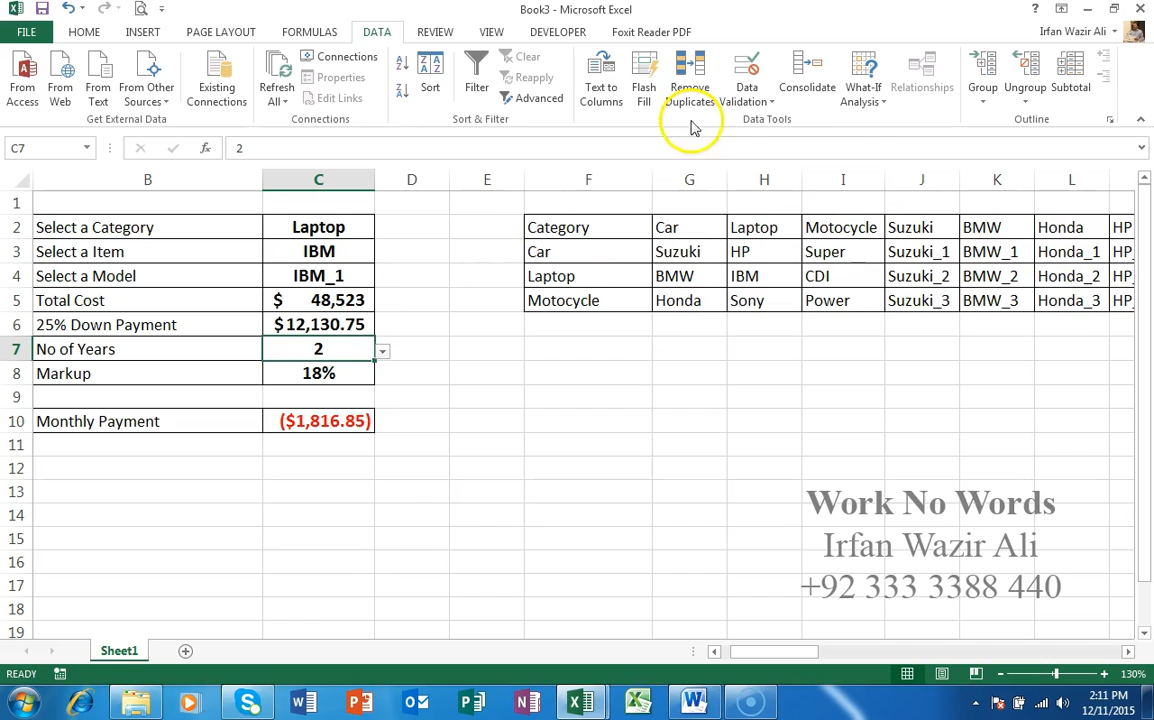 Book3 - Microsoft Excel
FILE HOME INSERT PAGE LAYOUT FORMULAS DATA REVIEW VIEW DEVELOPER Foxit Reader PDF Irfan Wazir Ali
From Access
From Web
From Text
From Other Sources
Existing Connections
Get External Data
Refresh All
Connections
Properties
Edit Links
Connections
Sort
Filter
Clear
Reapply
Advanced
Sort & Filter
Text to Columns
Flash Fill
Remove Duplicates
Data Validation
Consolidate
What-If Analysis
Relationships
Data Tools
Group
Ungroup
Subtotal
Outline
C7 fx 2
B C D E F G H I J K L
1
2 Select a Category Laptop Category Car Laptop Motocycle Suzuki BMW Honda HP
3 Select a Item IBM Car Suzuki HP Super Suzuki_1 BMW_1 Honda_1 HP_
4 Select a Model IBM_1 Laptop BMW IBM CDI Suzuki_2 BMW_2 Honda_2 HP_
5 Total Cost $ 48,523 Motocycle Honda Sony Power Suzuki_3 BMW_3 Honda_3 HP_
6 25% Down Payment $12,130.75
7 No of Years 2
8 Markup 18%
9
10 Monthly Payment ($1,816.85)
11
12
13
14
15
16
17
18
19
Work No Words
Irfan Wazir Ali
+92 333 3388 440
Sheet1
READY 130%
2:11 PM
12/11/2015